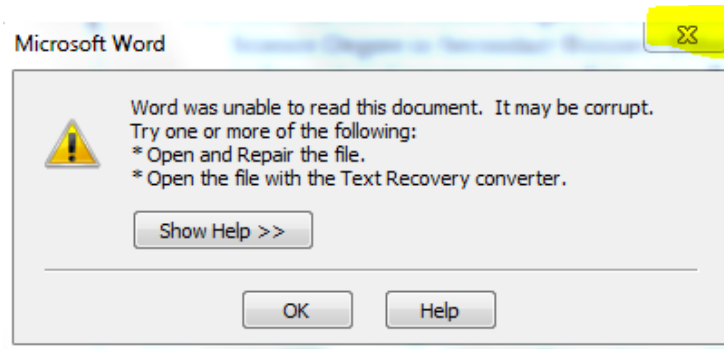 Microsoft Word
Word was unable to read this document.  It may be corrupt.
Try one or more of the following:
* Open and Repair the file.
* Open the file with the Text Recovery converter.
Show Help >>
OK Help